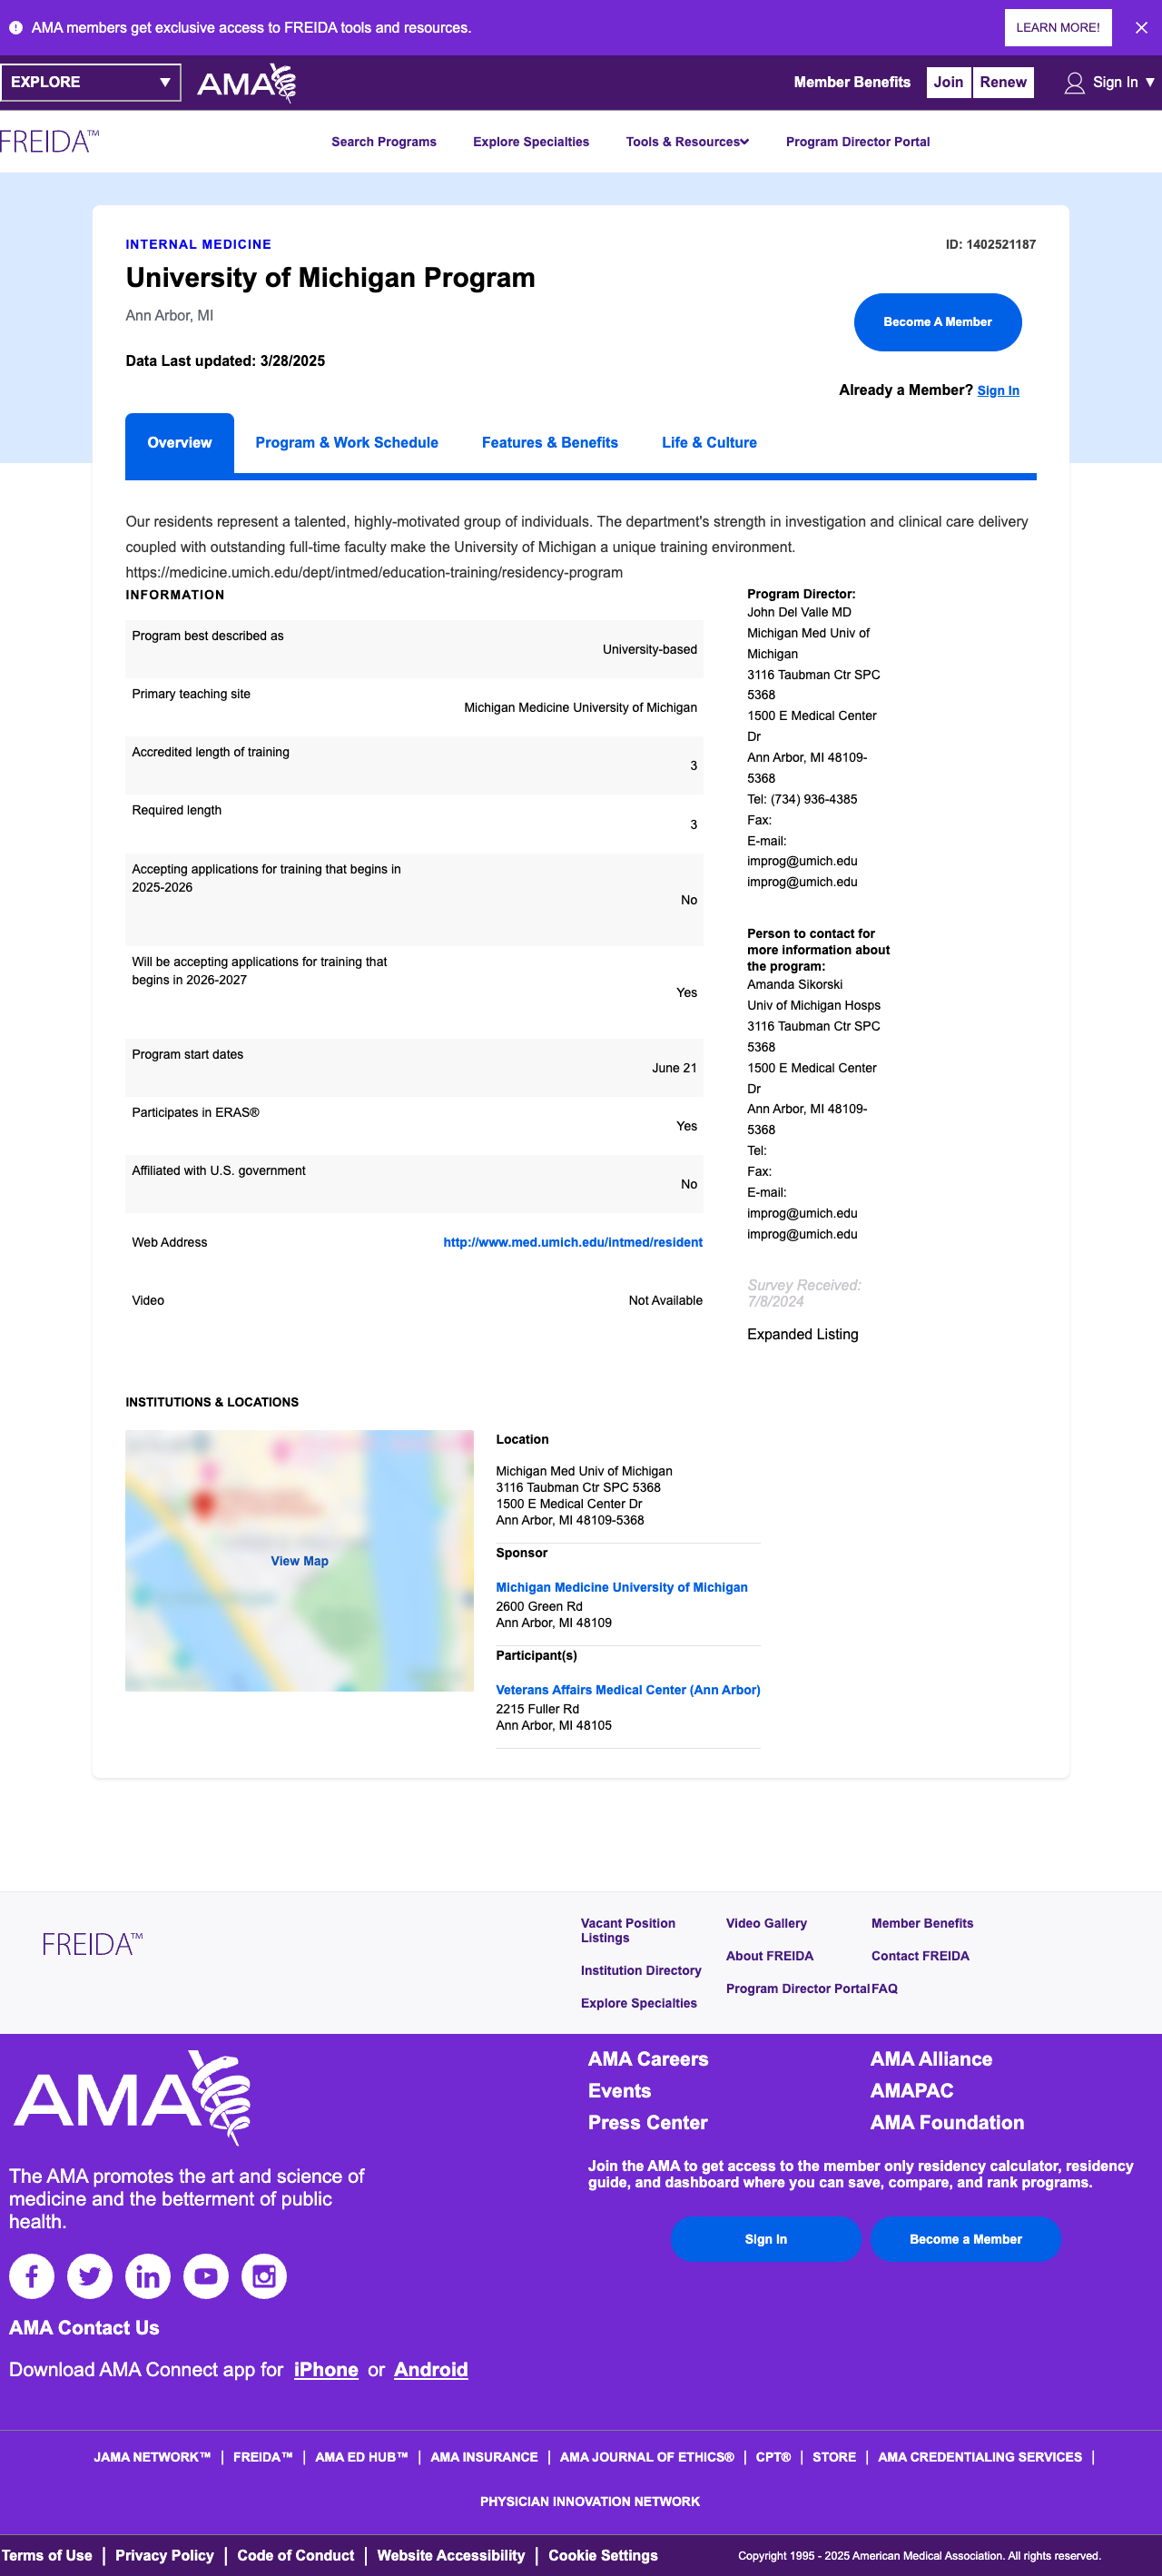 AMA members get exclusive access to FREIDA tools and resources.
LEARN MORE!
EXPLORE
AMA
Member Benefits
Join
Renew
Sign In ▼
FREIDA™
Search Programs
Explore Specialties
Tools & Resources
Program Director Portal
INTERNAL MEDICINE
ID: 1402521187
University of Michigan Program
Ann Arbor, MI
Become A Member
Data Last updated: 3/28/2025
Already a Member? Sign In
Overview
Program & Work Schedule
Features & Benefits
Life & Culture
Our residents represent a talented, highly-motivated group of individuals. The department's strength in investigation and clinical care delivery
coupled with outstanding full-time faculty make the University of Michigan a unique training environment.
https://medicine.umich.edu/dept/intmed/education-training/residency-program
INFORMATION
Program best described as
University-based
Primary teaching site
Michigan Medicine University of Michigan
Accredited length of training
3
Required length
3
Accepting applications for training that begins in
2025-2026
No
Will be accepting applications for training that
begins in 2026-2027
Yes
Program start dates
June 21
Participates in ERAS®
Yes
Affiliated with U.S. government
No
Web Address
http://www.med.umich.edu/intmed/resident
Video
Not Available
Program Director:
John Del Valle MD
Michigan Med Univ of
Michigan
3116 Taubman Ctr SPC
5368
1500 E Medical Center
Dr
Ann Arbor, MI 48109-
5368
Tel: (734) 936-4385
Fax:
E-mail:
improg@umich.edu
improg@umich.edu
Person to contact for
more information about
the program:
Amanda Sikorski
Univ of Michigan Hosps
3116 Taubman Ctr SPC
5368
1500 E Medical Center
Dr
Ann Arbor, MI 48109-
5368
Tel:
Fax:
E-mail:
improg@umich.edu
improg@umich.edu
Survey Received:
7/8/2024
Expanded Listing
INSTITUTIONS & LOCATIONS
View Map
Location
Michigan Med Univ of Michigan
3116 Taubman Ctr SPC 5368
1500 E Medical Center Dr
Ann Arbor, MI 48109-5368
Sponsor
Michigan Medicine University of Michigan
2600 Green Rd
Ann Arbor, MI 48109
Participant(s)
Veterans Affairs Medical Center (Ann Arbor)
2215 Fuller Rd
Ann Arbor, MI 48105
FREIDA™
Vacant Position
Listings
Institution Directory
Explore Specialties
Video Gallery
About FREIDA
Program Director Portal
Member Benefits
Contact FREIDA
FAQ
AMA
The AMA promotes the art and science of
medicine and the betterment of public
health.
AMA Contact Us
Download AMA Connect app for iPhone or Android
AMA Careers
Events
Press Center
AMA Alliance
AMAPAC
AMA Foundation
Join the AMA to get access to the member only residency calculator, residency
guide, and dashboard where you can save, compare, and rank programs.
Sign In
Become a Member
JAMA NETWORK™ | FREIDA™ | AMA ED HUB™ | AMA INSURANCE | AMA JOURNAL OF ETHICS® | CPT® | STORE | AMA CREDENTIALING SERVICES |
PHYSICIAN INNOVATION NETWORK
Terms of Use | Privacy Policy | Code of Conduct | Website Accessibility | Cookie Settings
Copyright 1995 - 2025 American Medical Association. All rights reserved.